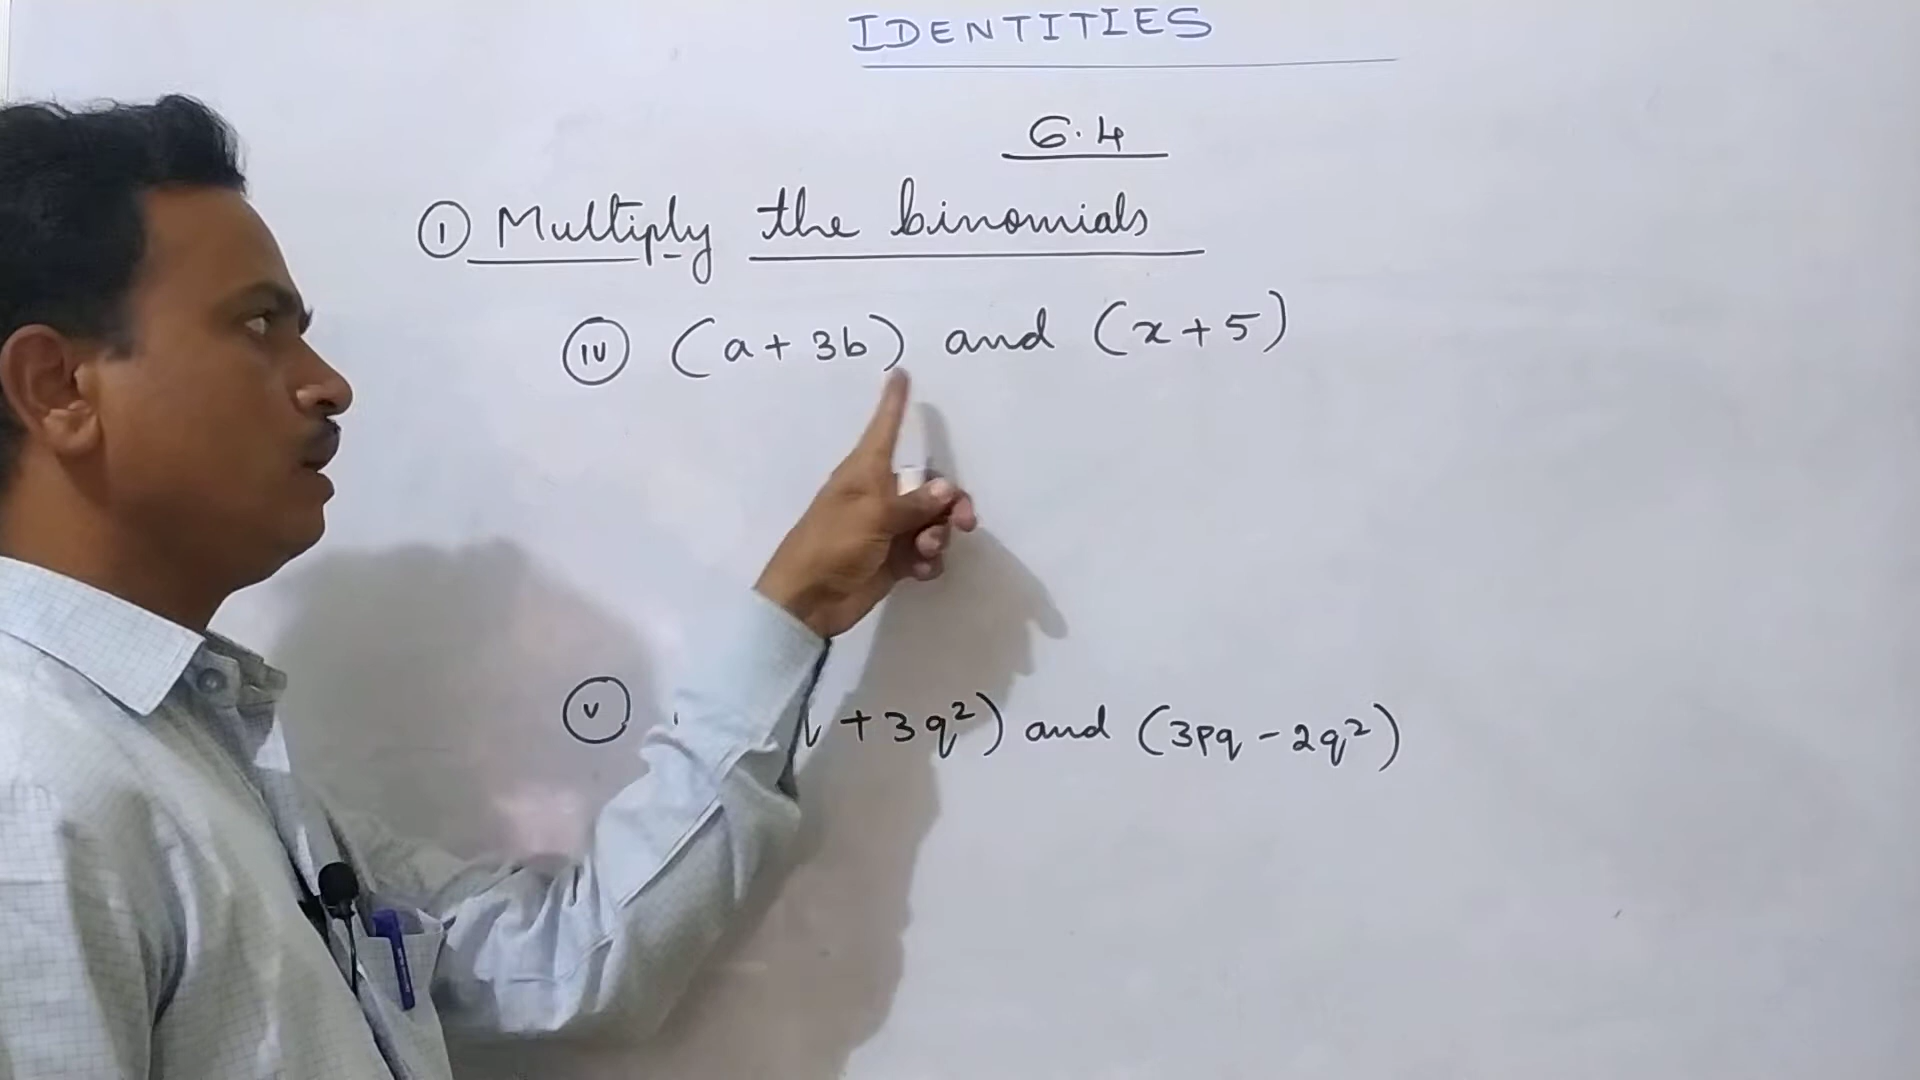 IDENTITIES
6.4
① Multiply the binomials
(iv) (a + 3b) and (x + 5)
(v) + 3q²) and (3pq - 2q²)